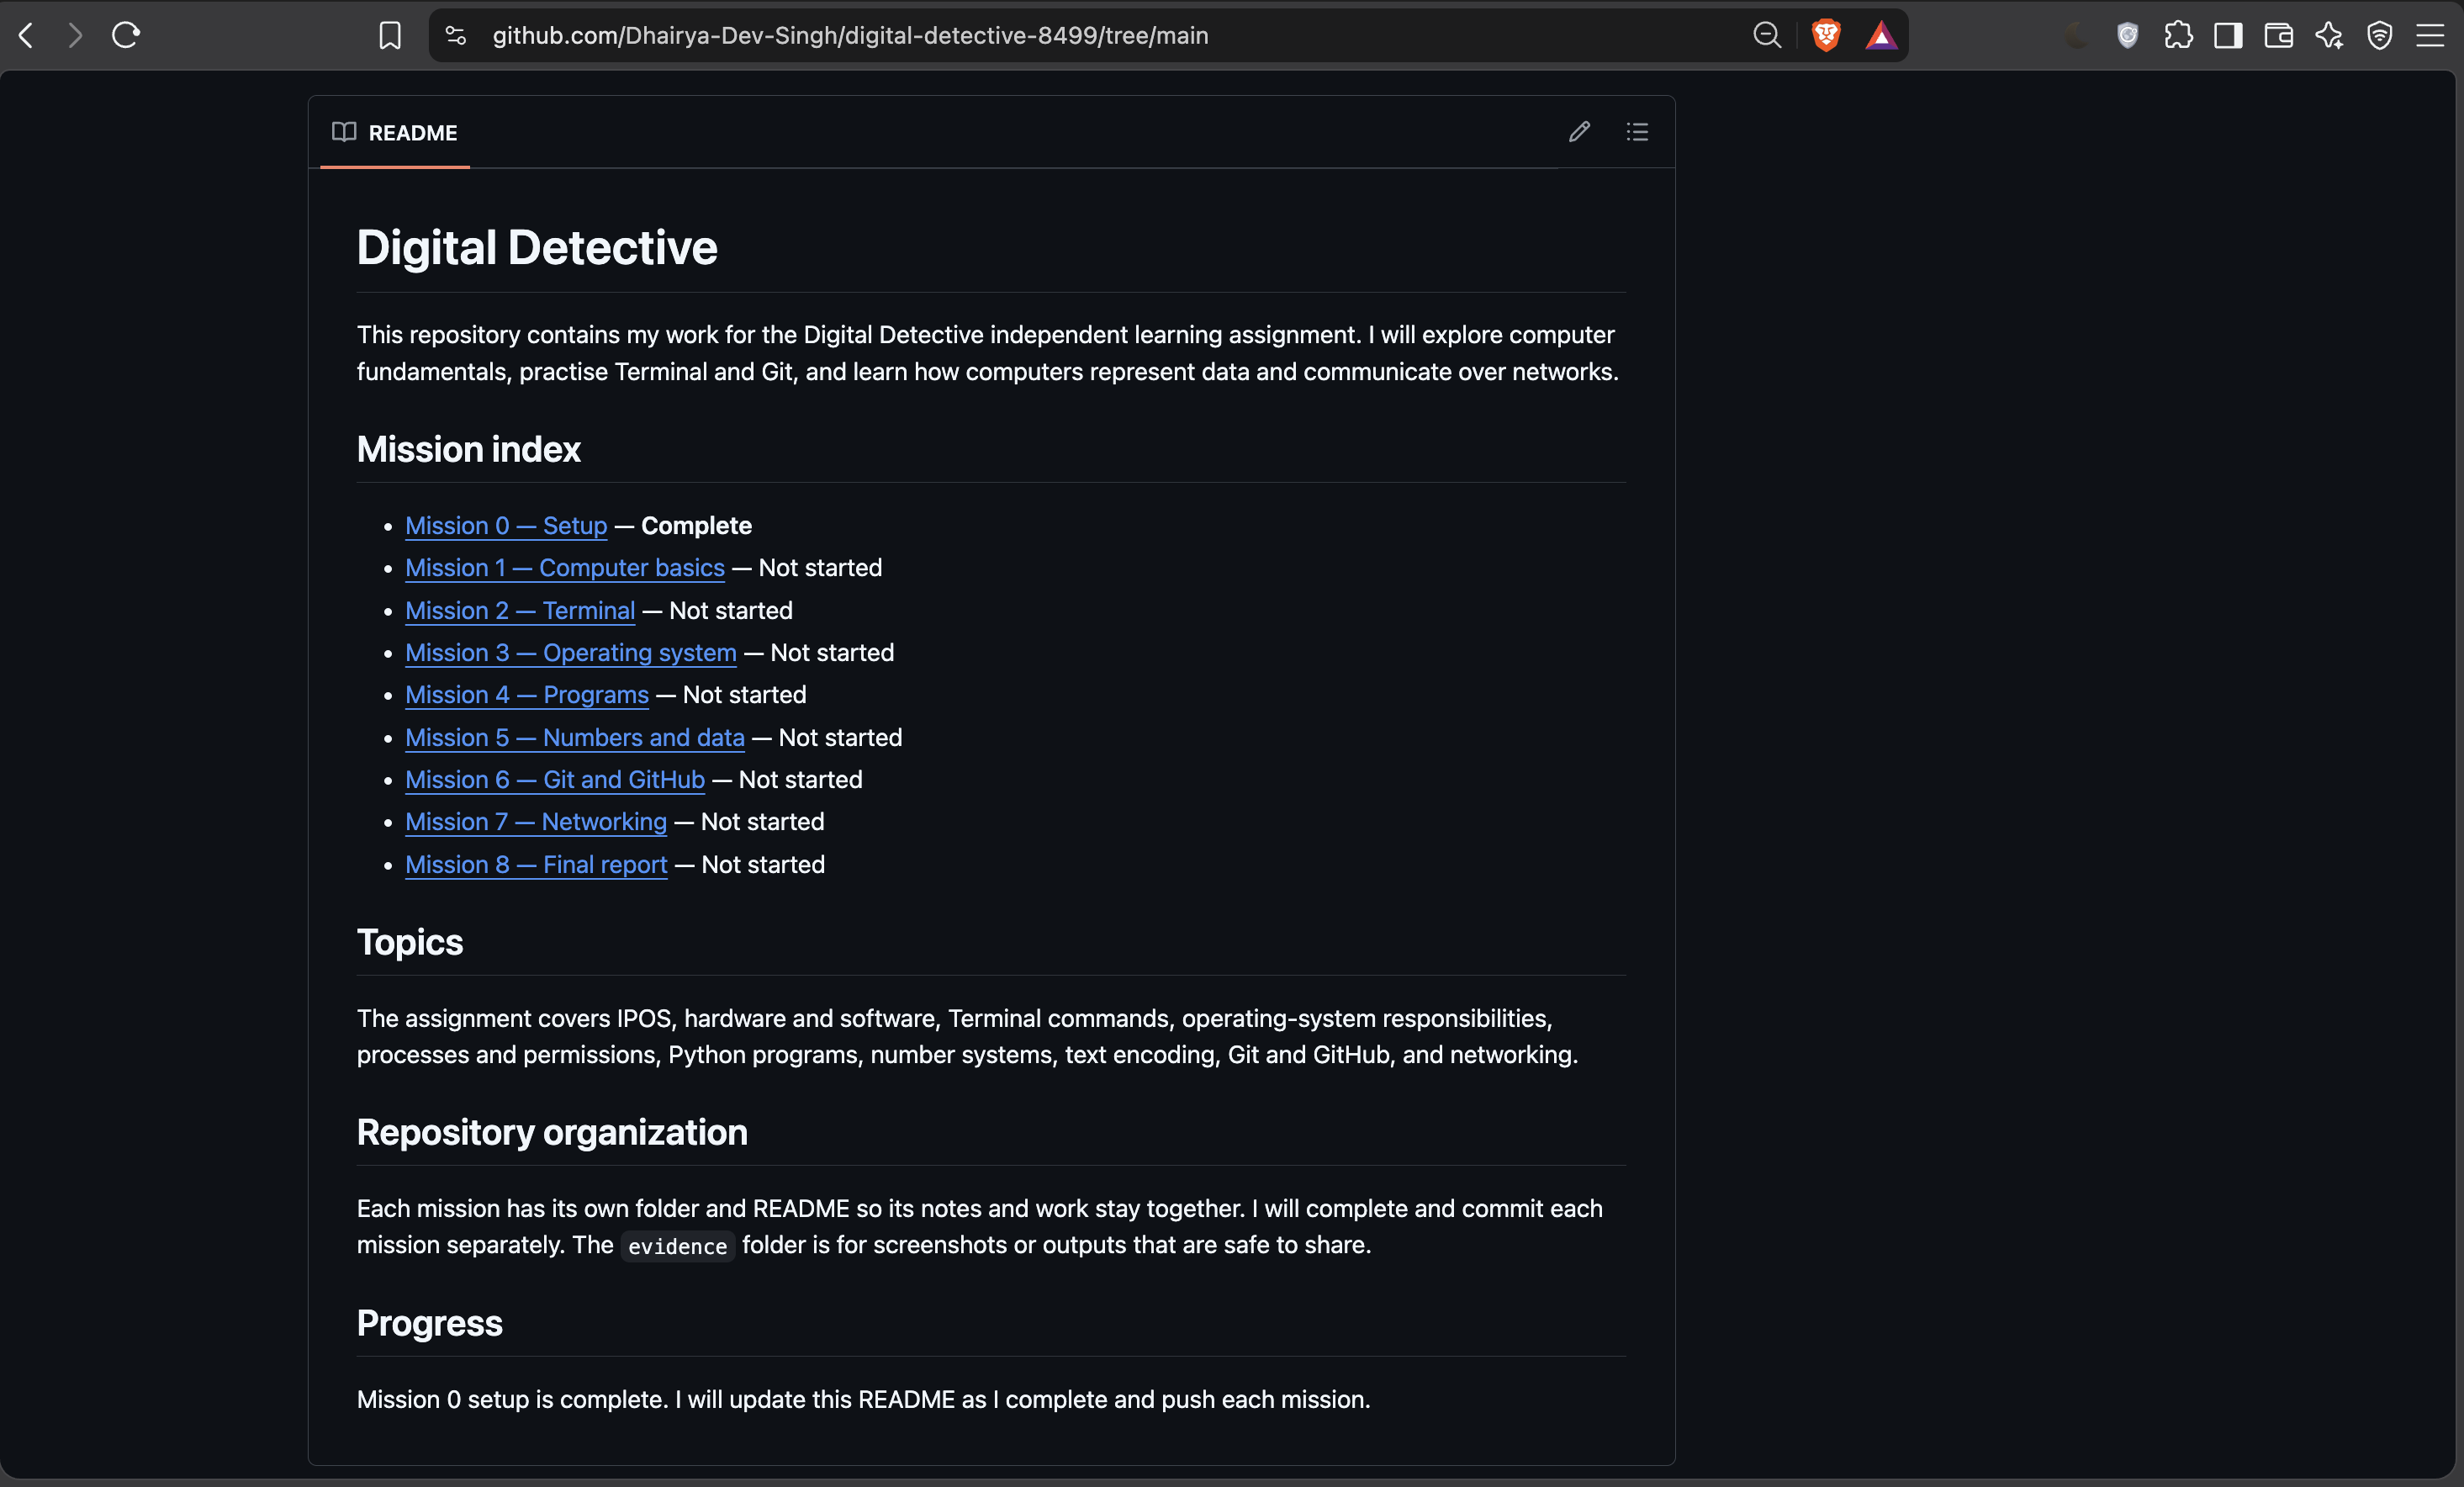 github.com/Dhairya-Dev-Singh/digital-detective-8499/tree/main
README
Digital Detective
This repository contains my work for the Digital Detective independent learning assignment. I will explore computer
fundamentals, practise Terminal and Git, and learn how computers represent data and communicate over networks.
Mission index
• Mission 0 — Setup — Complete
• Mission 1 — Computer basics — Not started
• Mission 2 — Terminal — Not started
• Mission 3 — Operating system — Not started
• Mission 4 — Programs — Not started
• Mission 5 — Numbers and data — Not started
• Mission 6 — Git and GitHub — Not started
• Mission 7 — Networking — Not started
• Mission 8 — Final report — Not started
Topics
The assignment covers IPOS, hardware and software, Terminal commands, operating-system responsibilities,
processes and permissions, Python programs, number systems, text encoding, Git and GitHub, and networking.
Repository organization
Each mission has its own folder and README so its notes and work stay together. I will complete and commit each
mission separately. The evidence folder is for screenshots or outputs that are safe to share.
Progress
Mission 0 setup is complete. I will update this README as I complete and push each mission.